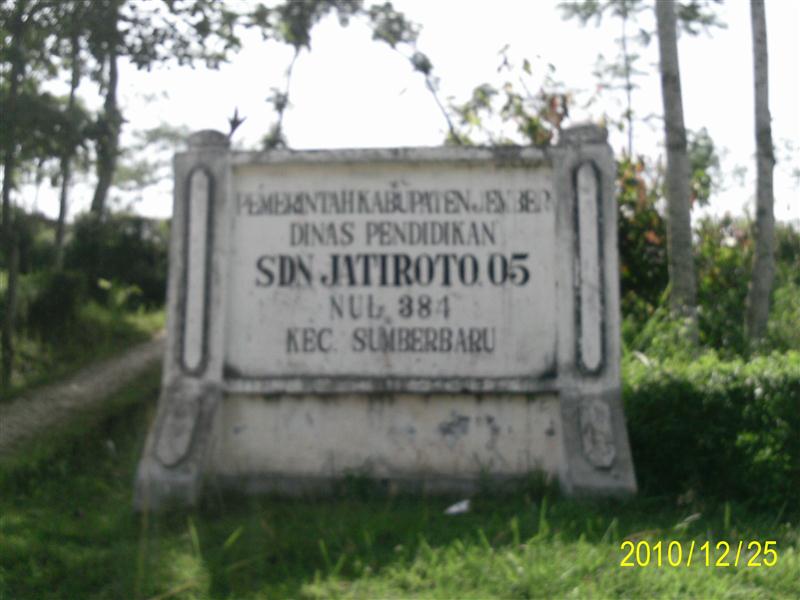 PEMERINTAH KABUPATEN JEMBER
DINAS PENDIDIKAN
SDN JATIROTO 05
NUL 384
KEC. SUMBERBARU
2010/12/25